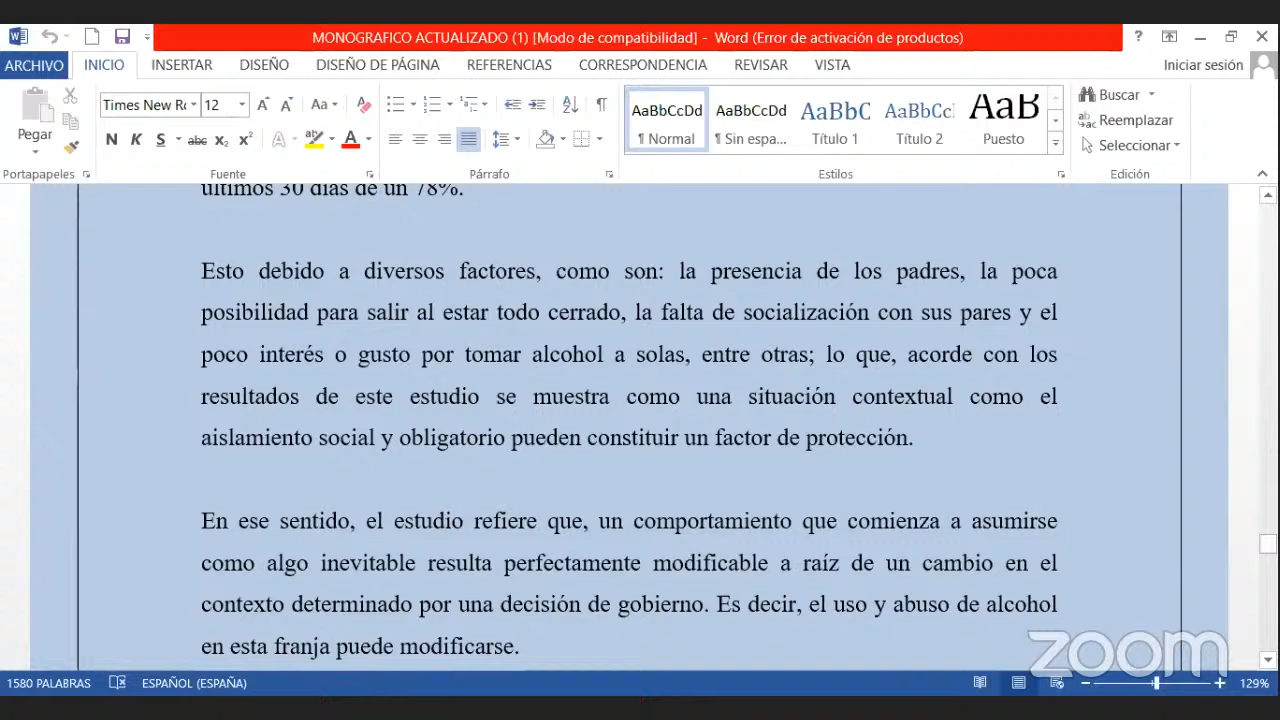 MONOGRAFICO ACTUALIZADO (1) [Modo de compatibilidad] - Word (Error de activación de productos)
ARCHIVO INICIO INSERTAR DISEÑO DISEÑO DE PÁGINA REFERENCIAS CORRESPONDENCIA REVISAR VISTA Iniciar sesión
Times New Ro 12 Aa
Pegar
N K S abc x₂ x² A ab A
AaBbCcDd AaBbCcDd AaBbC AaBbCcl AaB
¶ Normal ¶ Sin espa... Título 1 Título 2 Puesto
Buscar
Reemplazar
Seleccionar
Portapapeles Fuente Párrafo Estilos Edición
últimos 30 días de un 78%.
Esto debido a diversos factores, como son: la presencia de los padres, la poca
posibilidad para salir al estar todo cerrado, la falta de socialización con sus pares y el
poco interés o gusto por tomar alcohol a solas, entre otras; lo que, acorde con los
resultados de este estudio se muestra como una situación contextual como el
aislamiento social y obligatorio pueden constituir un factor de protección.
En ese sentido, el estudio refiere que, un comportamiento que comienza a asumirse
como algo inevitable resulta perfectamente modificable a raíz de un cambio en el
contexto determinado por una decisión de gobierno. Es decir, el uso y abuso de alcohol
en esta franja puede modificarse.
zoom
1580 PALABRAS ESPAÑOL (ESPAÑA) 129%